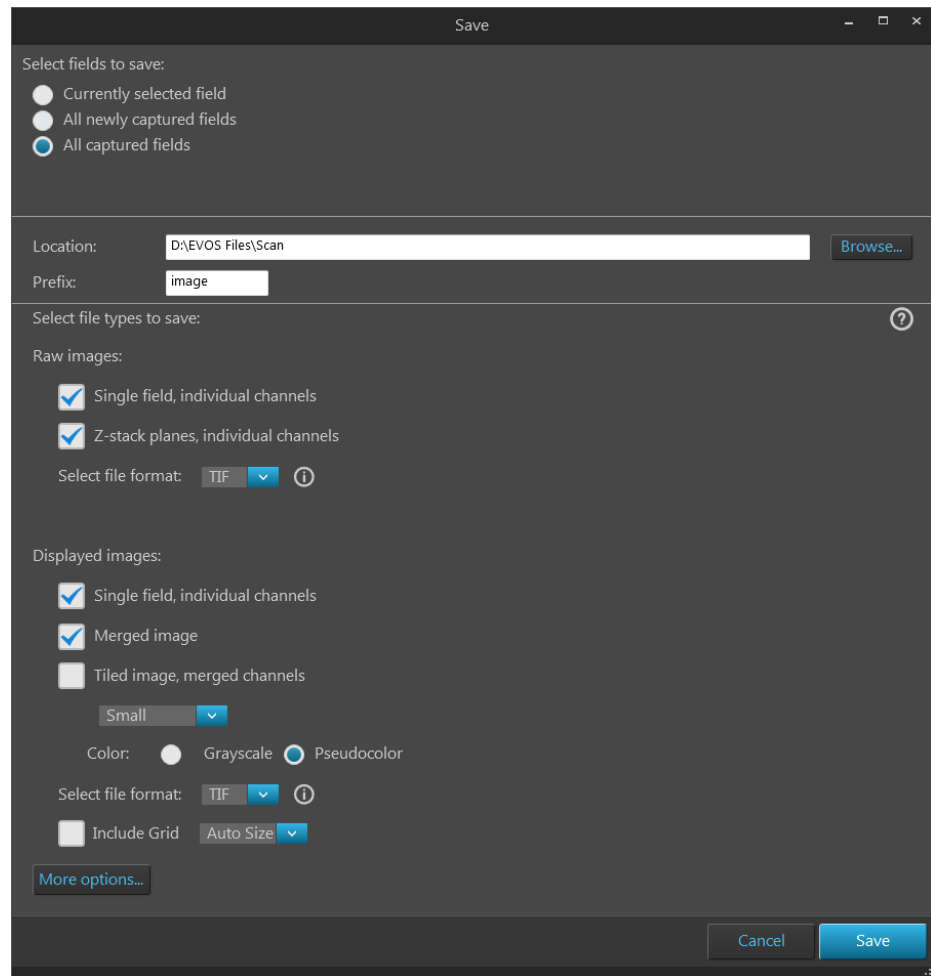 Save
Select fields to save:
Currently selected field
All newly captured fields
All captured fields
Location: D:\EVOS Files\Scan Browse...
Prefix: image
Select file types to save:
Raw images:
Single field, individual channels
Z-stack planes, individual channels
Select file format: TIF
Displayed images:
Single field, individual channels
Merged image
Tiled image, merged channels
Small
Color: Grayscale Pseudocolor
Select file format: TIF
Include Grid Auto Size
More options...
Cancel Save